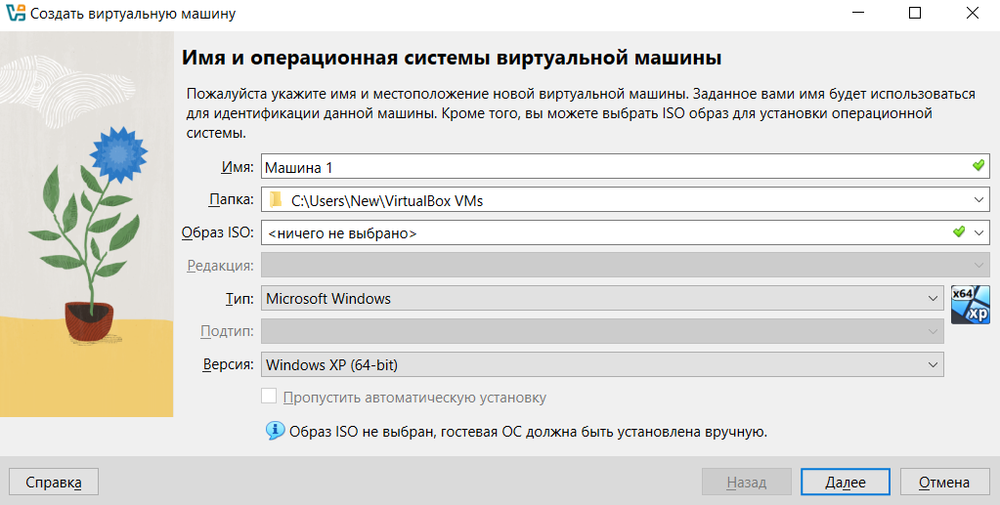 Создать виртуальную машину
Имя и операционная системы виртуальной машины
Пожалуйста укажите имя и местоположение новой виртуальной машины. Заданное вами имя будет использоваться
для идентификации данной машины. Кроме того, вы можете выбрать ISO образ для установки операционной
системы.
Имя: Машина 1
Папка: C:\Users\New\VirtualBox VMs
Образ ISO: <ничего не выбрано>
Редакция:
Тип: Microsoft Windows
x64
xp
Подтип:
Версия: Windows XP (64-bit)
Пропустить автоматическую установку
Образ ISO не выбран, гостевая ОС должна быть установлена вручную.
Справка Назад Далее Отмена